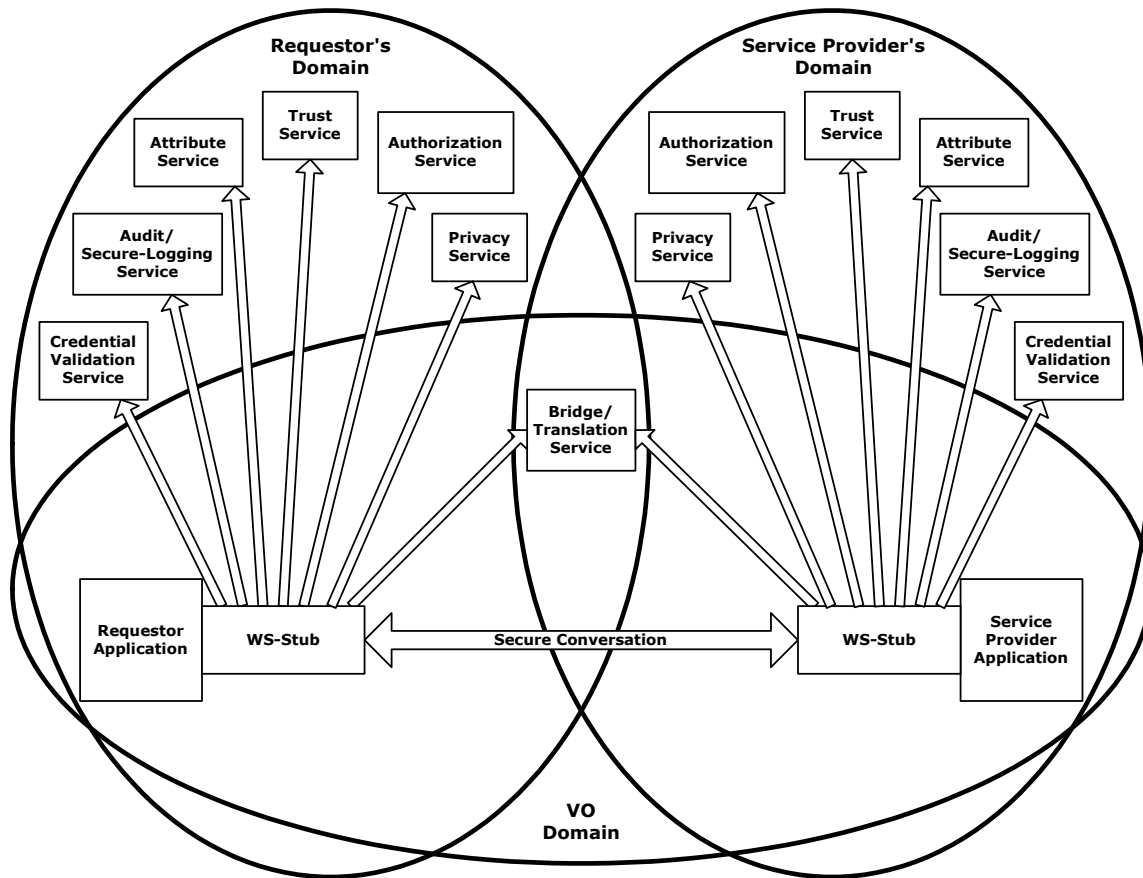 Requestor's
Domain
Service Provider's
Domain
Trust
Service
Attribute
Service
Authorization
Service
Audit/
Secure-Logging
Service
Privacy
Service
Credential
Validation
Service
Authorization
Service
Trust
Service
Attribute
Service
Privacy
Service
Audit/
Secure-Logging
Service
Credential
Validation
Service
Bridge/
Translation
Service
Requestor
Application
WS-Stub
Secure Conversation
WS-Stub
Service
Provider
Application
VO
Domain